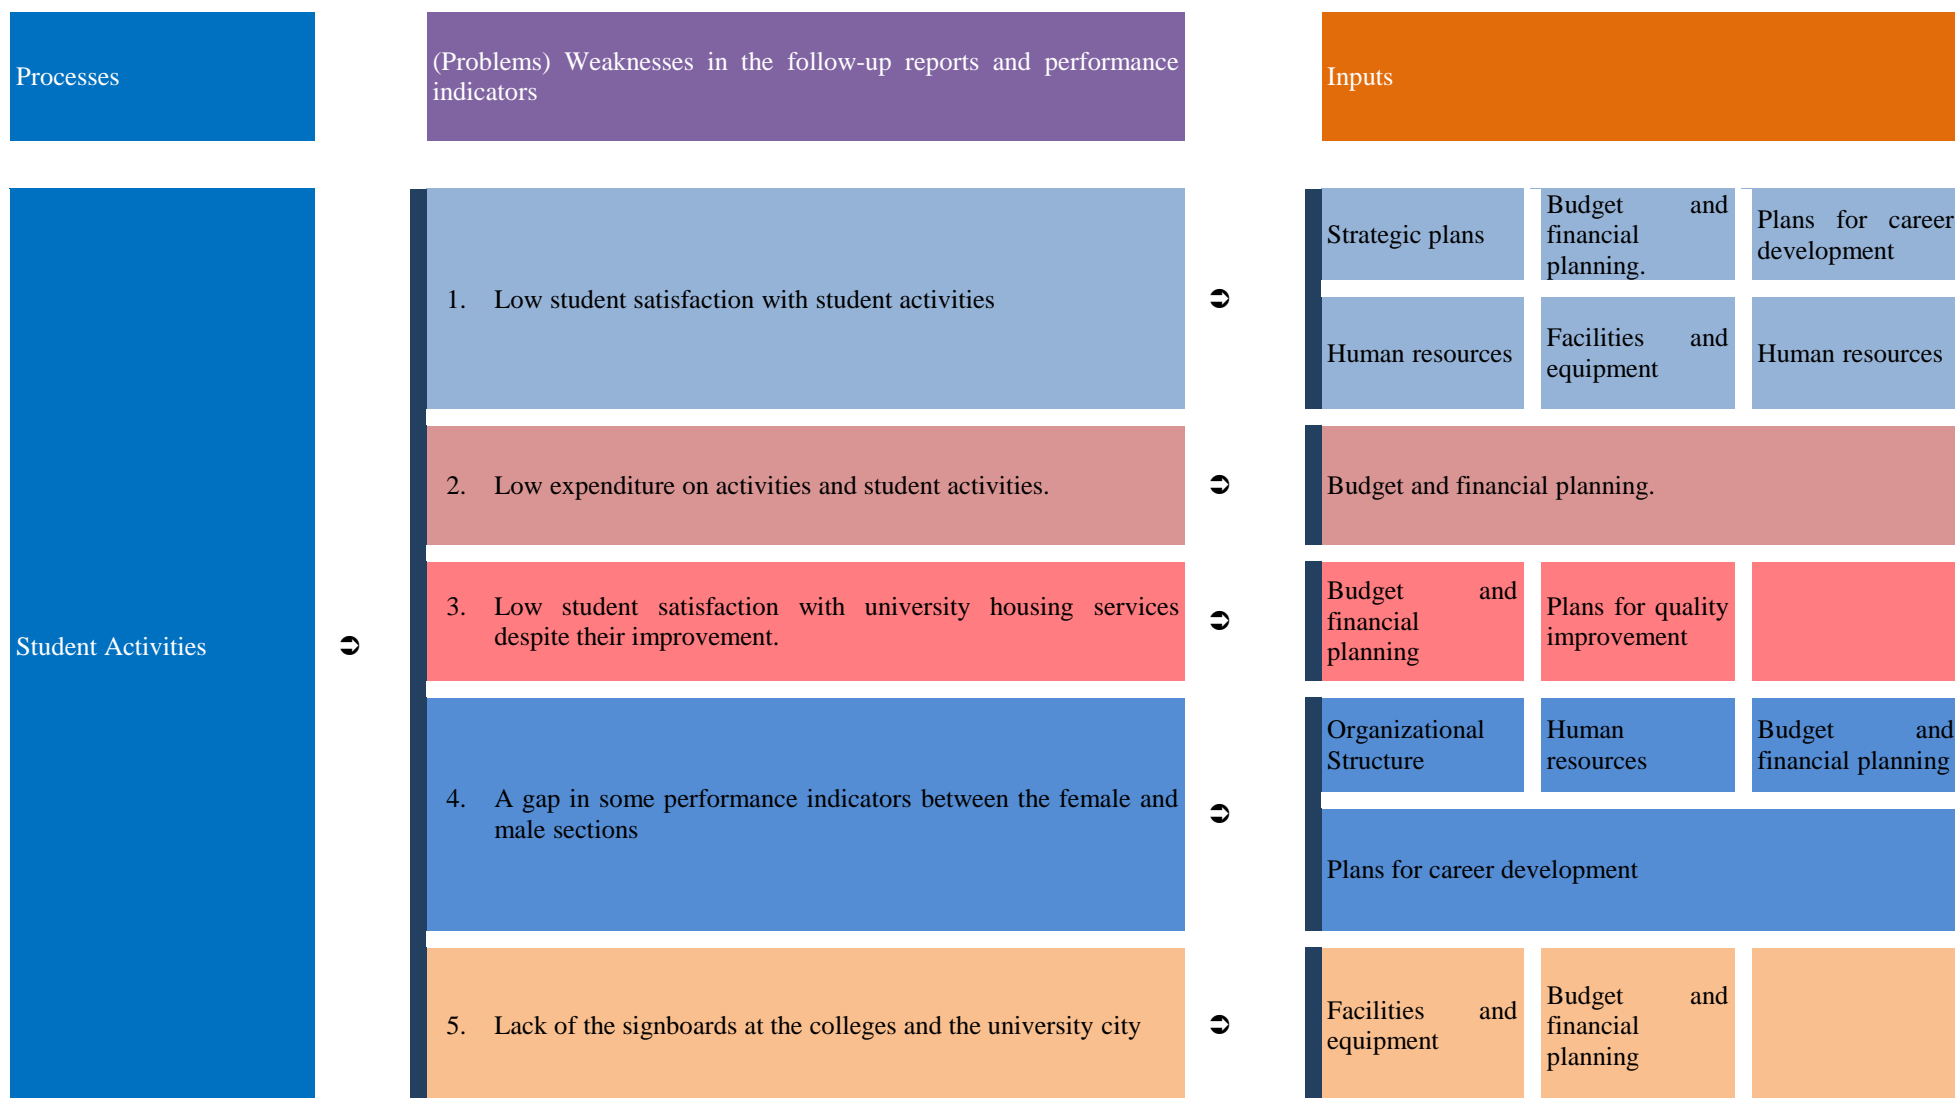 Processes
(Problems) Weaknesses in the follow-up reports and performance
indicators
Inputs
Student Activities
1. Low student satisfaction with student activities
Strategic plans
Budget and
financial
planning.
Plans for career
development
Human resources
Facilities and
equipment
Human resources
2. Low expenditure on activities and student activities.
Budget and financial planning.
3. Low student satisfaction with university housing services
despite their improvement.
Budget and
financial
planning
Plans for quality
improvement
4. A gap in some performance indicators between the female and
male sections
Organizational
Structure
Human
resources
Budget and
financial planning
Plans for career development
5. Lack of the signboards at the colleges and the university city
Facilities and
equipment
Budget and
financial
planning